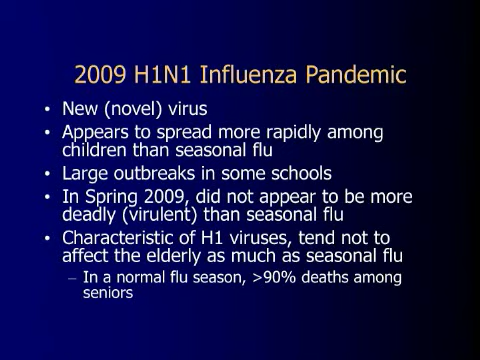 2009 H1N1 Influenza Pandemic
• New (novel) virus
• Appears to spread more rapidly among
children than seasonal flu
• Large outbreaks in some schools
• In Spring 2009, did not appear to be more
deadly (virulent) than seasonal flu
• Characteristic of H1 viruses, tend not to
affect the elderly as much as seasonal flu
– In a normal flu season, >90% deaths among
seniors